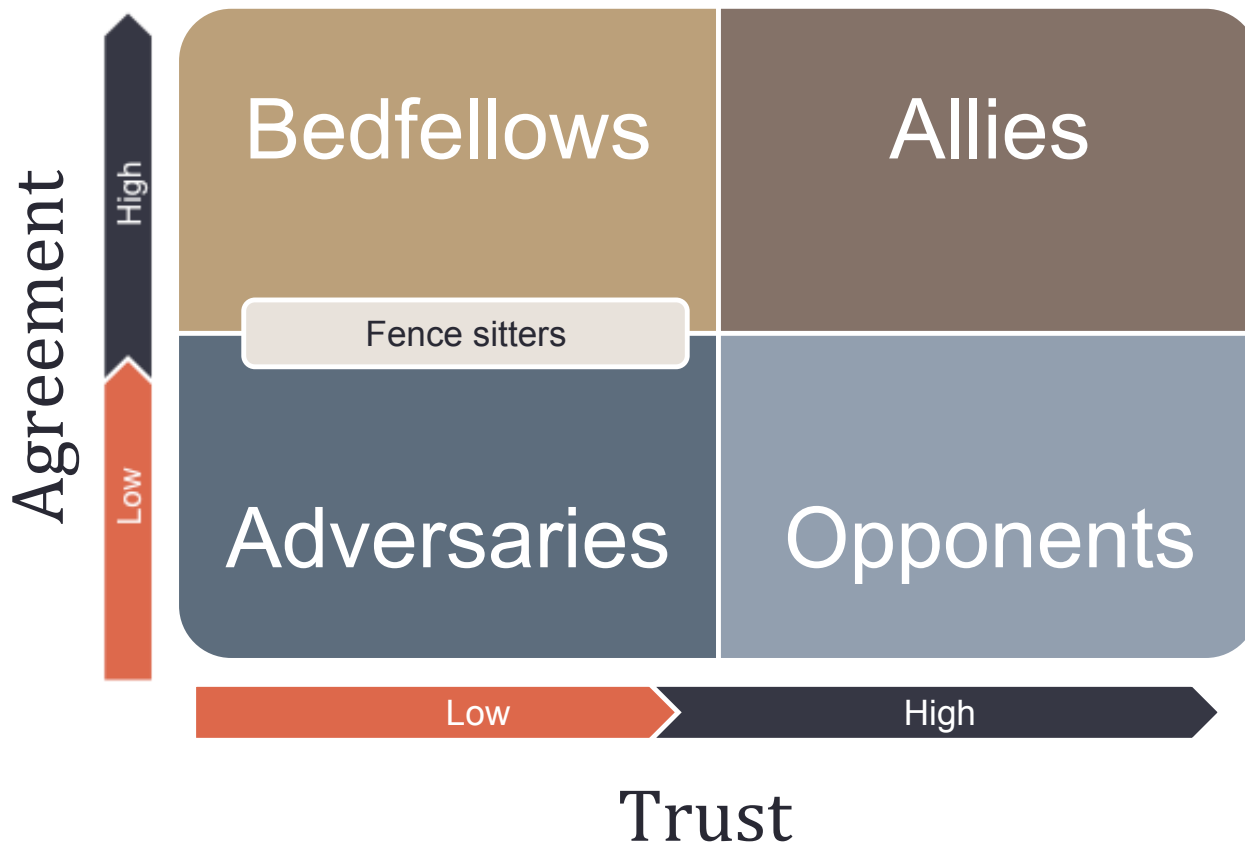 Agreement
High
Low
Bedfellows
Allies
Fence sitters
Adversaries
Opponents
Low
High
Trust